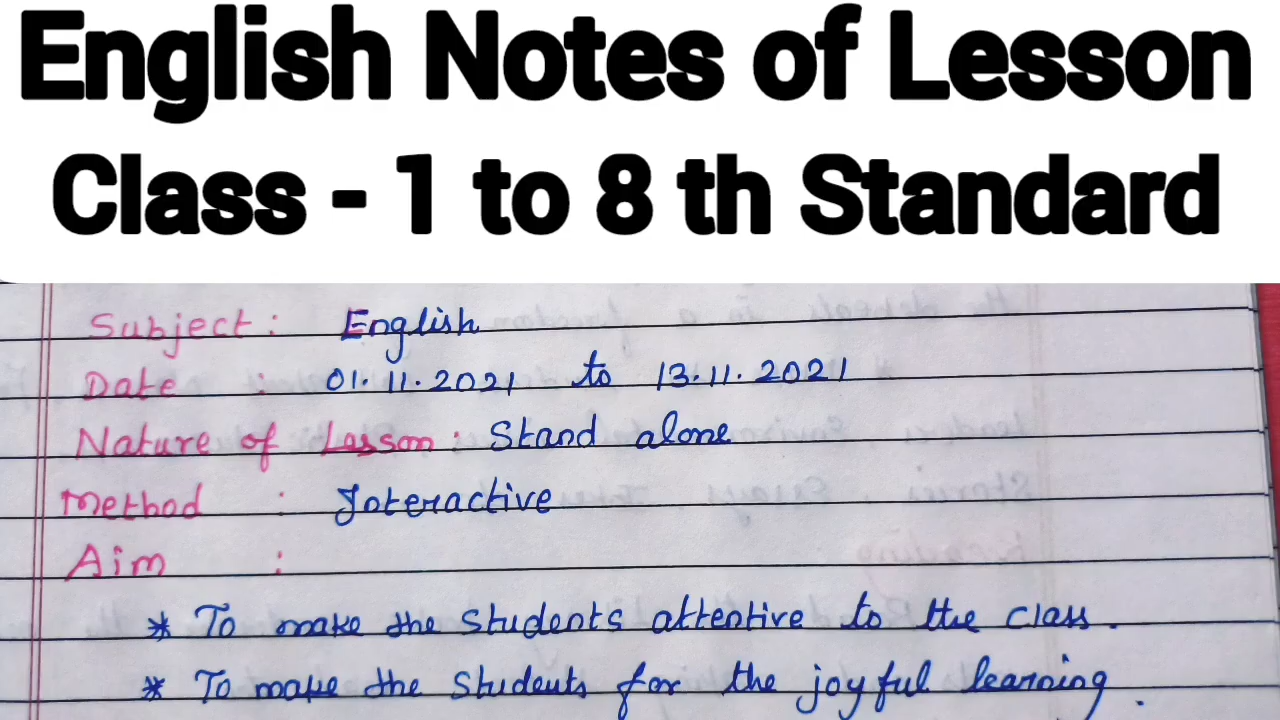 English Notes of Lesson
Class - 1 to 8 th Standard
Subject : English
Date : 01.11.2021 to 13.11.2021
Nature of Lesson : Stand alone
Method : Interactive
Aim :
* To make the students attentive to the class.
* To make the students for the joyful learning.